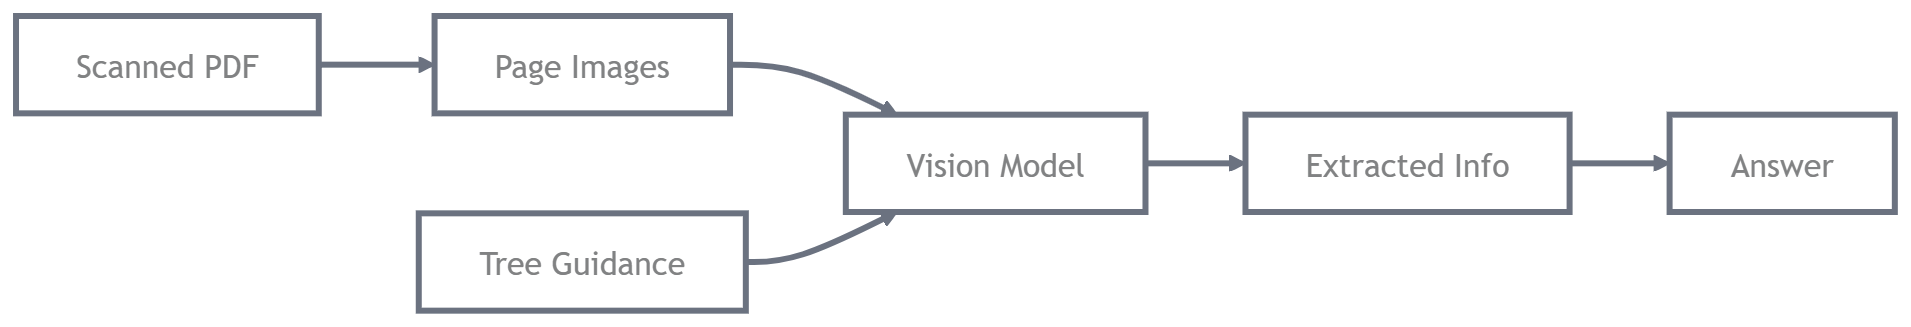 Scanned PDF
Page Images
Tree Guidance
Vision Model
Extracted Info
Answer